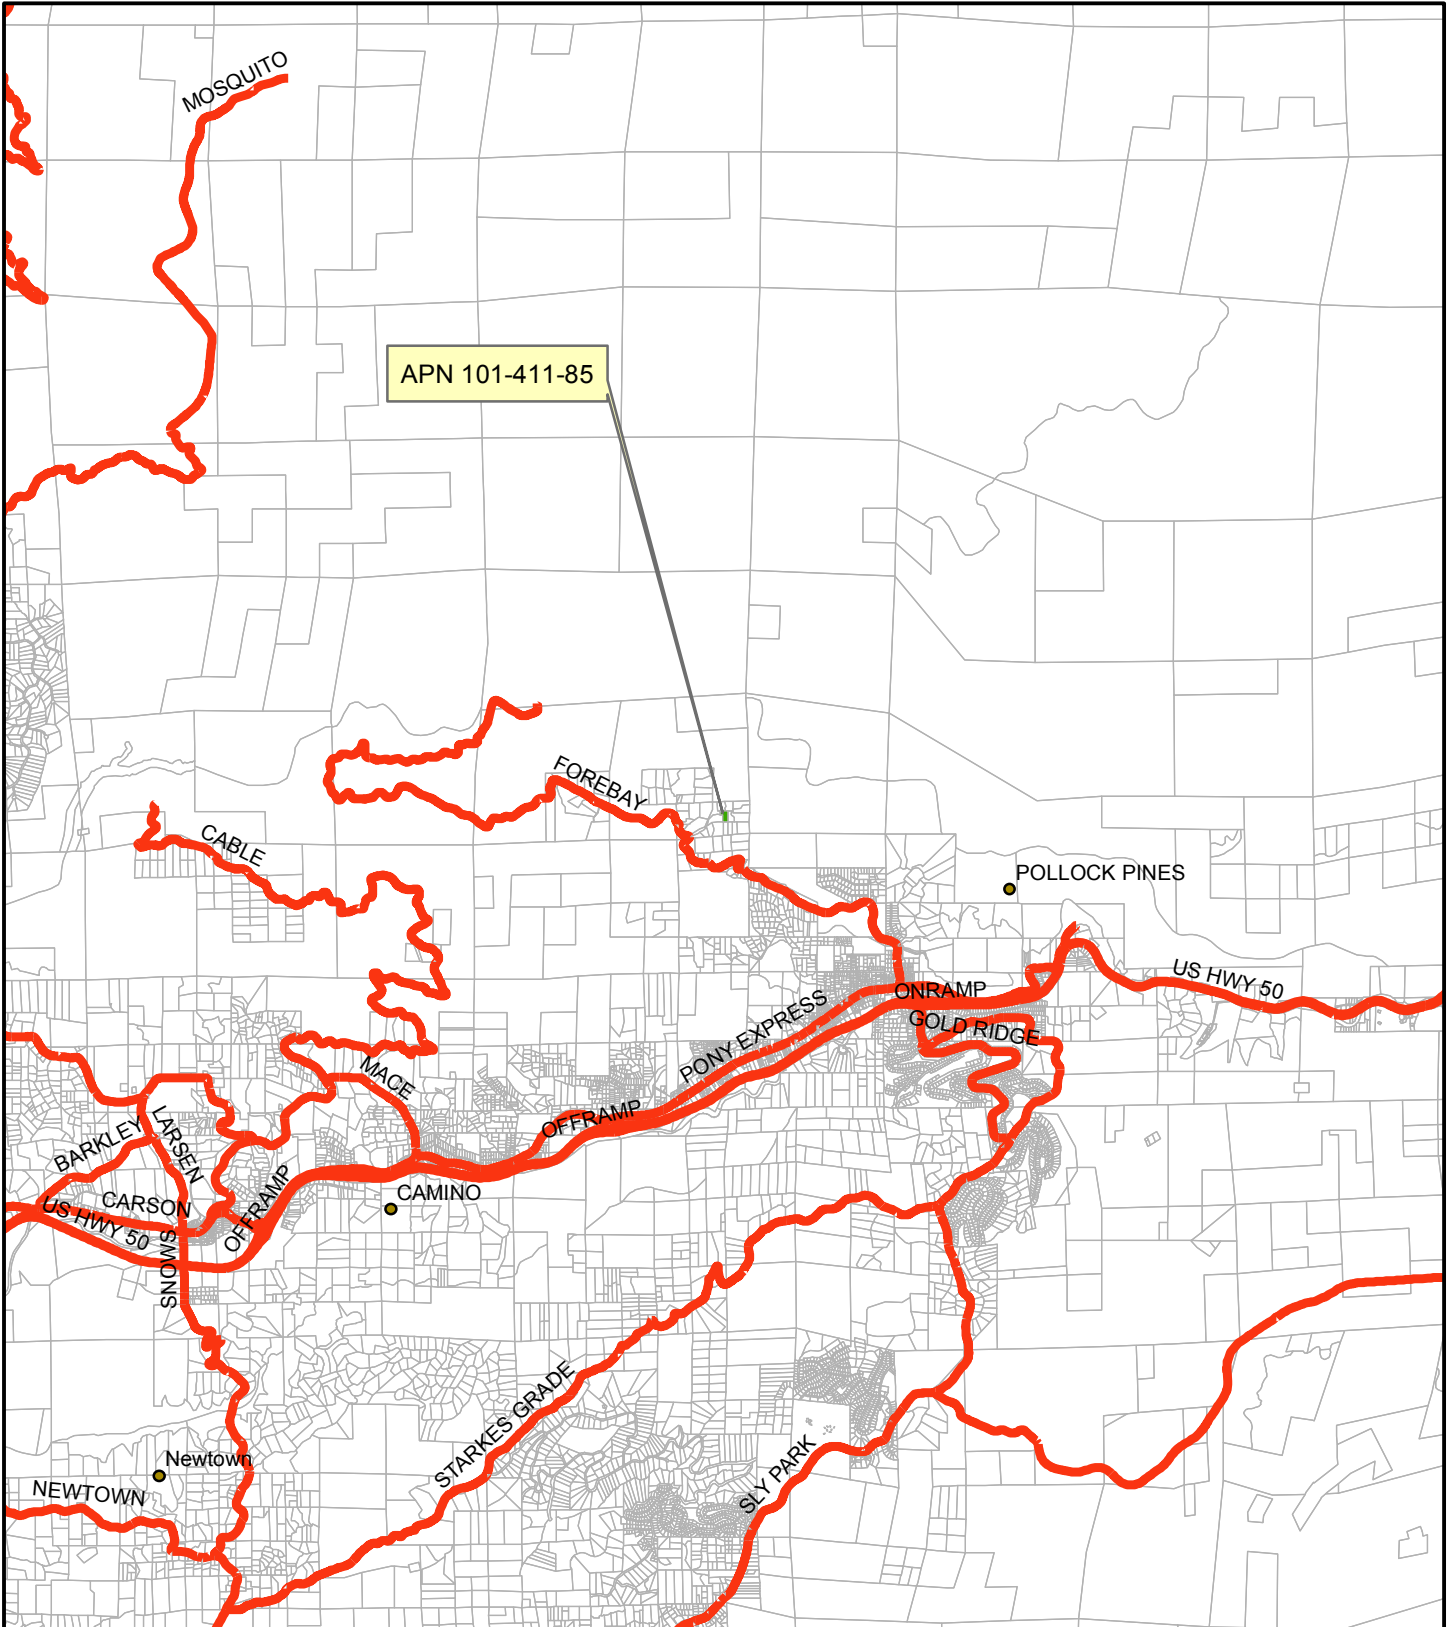 MOSQUITO
APN 101-411-85
FOREBAY
CABLE
POLLOCK PINES
US HWY 50
ONRAMP
PONY EXPRESS
GOLD RIDGE
MACE
OFFRAMP
LARSEN
BARKLEY
CARSON
OFFRAMP
CAMINO
US HWY 50
SNOWS
STARKES GRADE
SLY PARK
Newtown
NEWTOWN